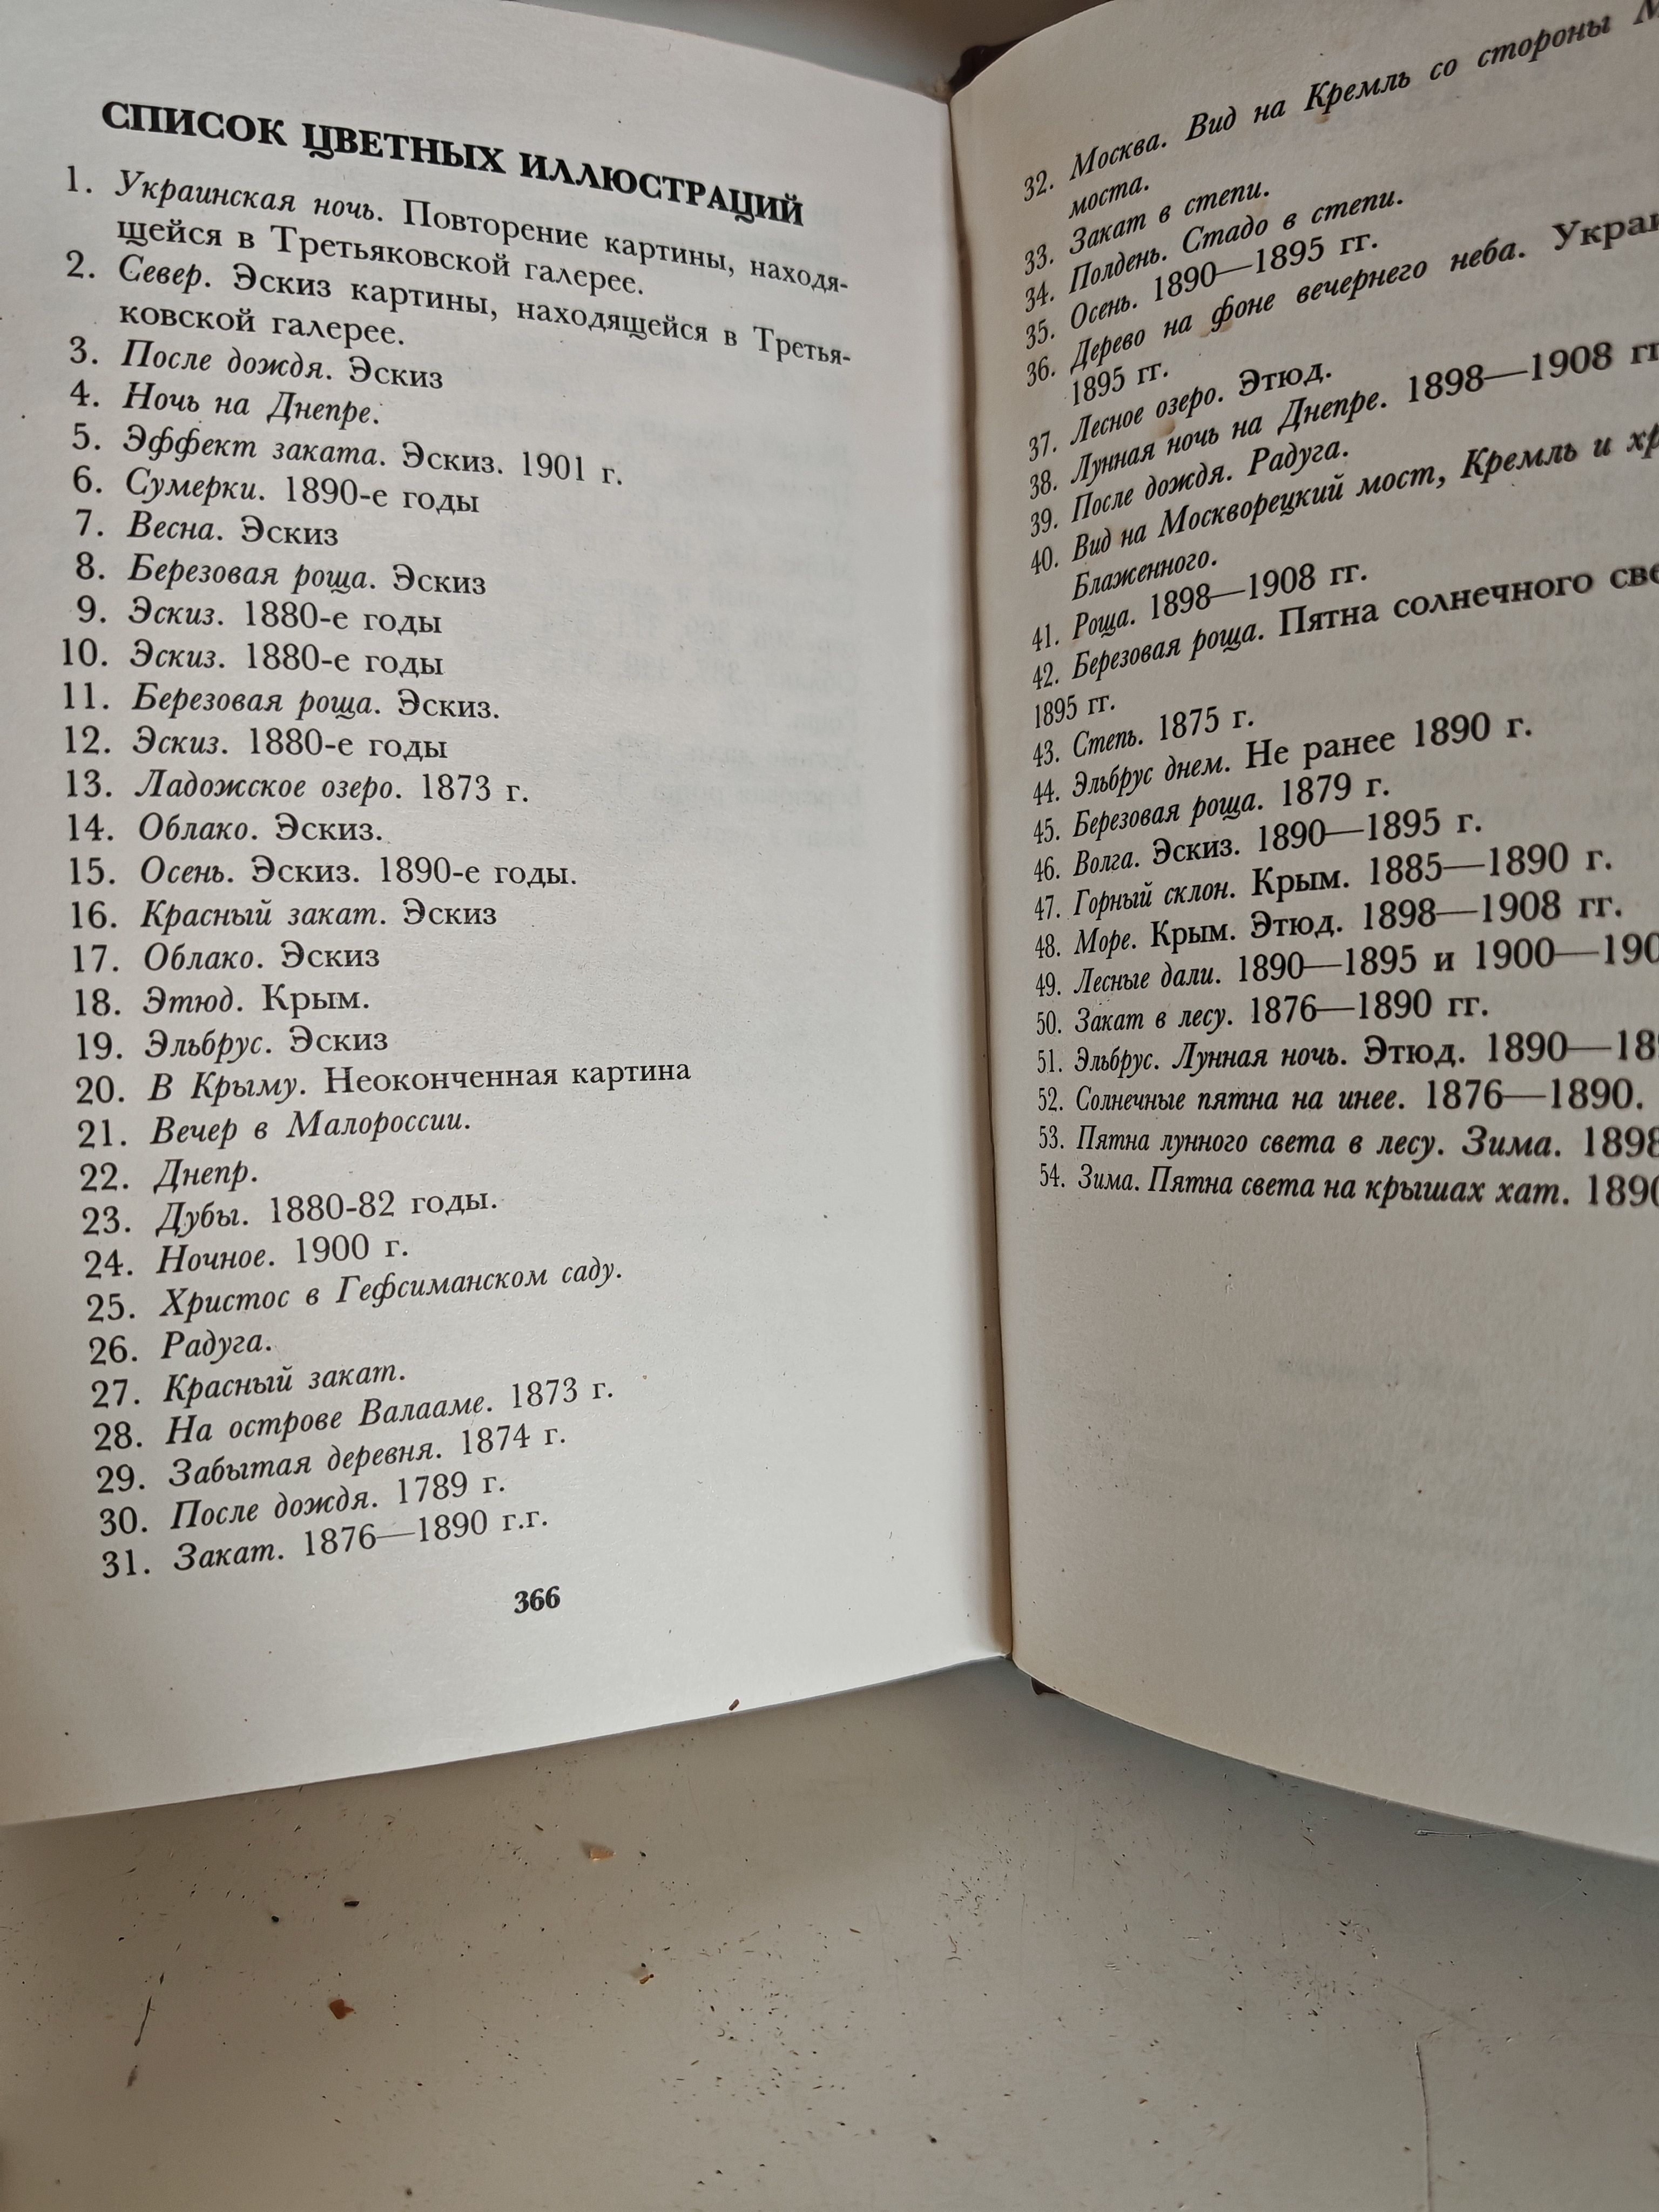 СПИСОК ЦВЕТНЫХ ИЛЛЮСТРАЦИЙ
1. Украинская ночь. Повторение картины, находя-
щейся в Третьяковской галерее.
2. Север. Эскиз картины, находящейся в Третья-
ковской галерее.
3. После дождя. Эскиз
4. Ночь на Днепре.
5. Эффект заката. Эскиз. 1901 г.
6. Сумерки. 1890-е годы
7. Весна. Эскиз
8. Березовая роща. Эскиз
9. Эскиз. 1880-е годы
10. Эскиз. 1880-е годы
11. Березовая роща. Эскиз.
12. Эскиз. 1880-е годы
13. Ладожское озеро. 1873 г.
14. Облако. Эскиз.
15. Осень. Эскиз. 1890-е годы.
16. Красный закат. Эскиз
17. Облако. Эскиз
18. Этюд. Крым.
19. Эльбрус. Эскиз
20. В Крыму. Неоконченная картина
21. Вечер в Малороссии.
22. Днепр.
23. Дубы. 1880-82 годы.
24. Ночное. 1900 г.
25. Христос в Гефсиманском саду.
26. Радуга.
27. Красный закат.
28. На острове Валааме. 1873 г.
29. Забытая деревня. 1874 г.
30. После дождя. 1789 г.
31. Закат. 1876—1890 г.г.
366
32. Москва. Вид на Кремль со стороны
моста.
33. Закат в степи.
34. Полдень. Стадо в степи.
35. Осень. 1890—1895 гг.
36. Дерево на фоне вечернего неба.
1895 гг.
37. Лесное озеро. Этюд.
38. Лунная ночь на Днепре. 1898—1908 гг
39. После дождя. Радуга.
40. Вид на Москворецкий мост, Кремль и
Блаженного.
41. Роща. 1898—1908 гг.
42. Березовая роща. Пятна солнечного
1895 гг.
43. Степь. 1875 г.
44. Эльбрус днем. Не ранее 1890 г.
45. Березовая роща. 1879 г.
46. Волга. Эскиз. 1890—1895 г.
47. Горный склон. Крым. 1885—1890 г.
48. Море. Крым. Этюд. 1898—1908 гг.
49. Лесные дали. 1890—1895 и 1900—190
50. Закат в лесу. 1876—1890 гг.
51. Эльбрус. Лунная ночь. Этюд. 1890—18
52. Солнечные пятна на инее. 1876—1890.
53. Пятна лунного света в лесу. Зима. 1898
54. Зима. Пятна света на крышах хат. 1890